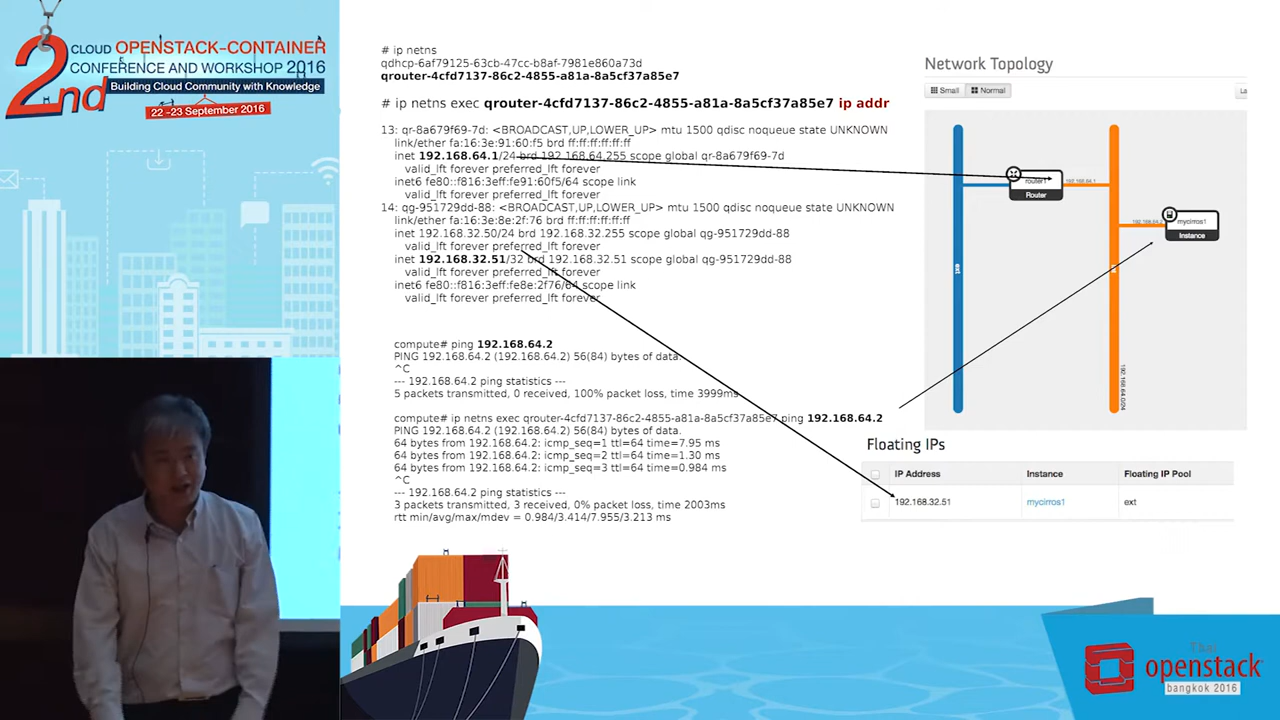 2nd
CLOUD OPENSTACK-CONTAINER
CONFERENCE AND WORKSHOP 2016
Building Cloud Community with Knowledge
22 -23 September 2016
# ip netns
qdhcp-6af79125-63cb-47cc-b8af-7981e860a73d
qrouter-4cfd7137-86c2-4855-a81a-8a5cf37a85e7
# ip netns exec qrouter-4cfd7137-86c2-4855-a81a-8a5cf37a85e7 ip addr
13: qr-8a679f69-7d: <BROADCAST,UP,LOWER_UP> mtu 1500 qdisc noqueue state UNKNOWN
link/ether fa:16:3e:91:60:f5 brd ff:ff:ff:ff:ff:ff
inet 192.168.64.1/24 brd 192.168.64.255 scope global qr-8a679f69-7d
valid_lft forever preferred_lft forever
inet6 fe80::f816:3eff:fe91:60f5/64 scope link
valid_lft forever preferred_lft forever
14: qg-951729dd-88: <BROADCAST,UP,LOWER_UP> mtu 1500 qdisc noqueue state UNKNOWN
link/ether fa:16:3e:8e:2f:76 brd ff:ff:ff:ff:ff:ff
inet 192.168.32.50/24 brd 192.168.32.255 scope global qg-951729dd-88
valid_lft forever preferred_lft forever
inet 192.168.32.51/32 brd 192.168.32.51 scope global qg-951729dd-88
valid_lft forever preferred_lft forever
inet6 fe80::f816:3eff:fe8e:2f76/64 scope link
valid_lft forever preferred_lft forever
compute# ping 192.168.64.2
PING 192.168.64.2 (192.168.64.2) 56(84) bytes of data.
^C
--- 192.168.64.2 ping statistics ---
5 packets transmitted, 0 received, 100% packet loss, time 3999ms
compute# ip netns exec qrouter-4cfd7137-86c2-4855-a81a-8a5cf37a85e7 ping 192.168.64.2
PING 192.168.64.2 (192.168.64.2) 56(84) bytes of data.
64 bytes from 192.168.64.2: icmp_seq=1 ttl=64 time=7.95 ms
64 bytes from 192.168.64.2: icmp_seq=2 ttl=64 time=1.30 ms
64 bytes from 192.168.64.2: icmp_seq=3 ttl=64 time=0.984 ms
^C
--- 192.168.64.2 ping statistics ---
3 packets transmitted, 3 received, 0% packet loss, time 2003ms
rtt min/avg/max/mdev = 0.984/3.414/7.955/3.213 ms
Network Topology
Small
Normal
La
ext
router1
Router
192.168.64.1
192.168.64.2
mycirros1
Instance
192.168.64.0/24
Floating IPs
IP Address Instance Floating IP Pool
192.168.32.51 mycirros1 ext
Thai
openstack
bangkok 2016